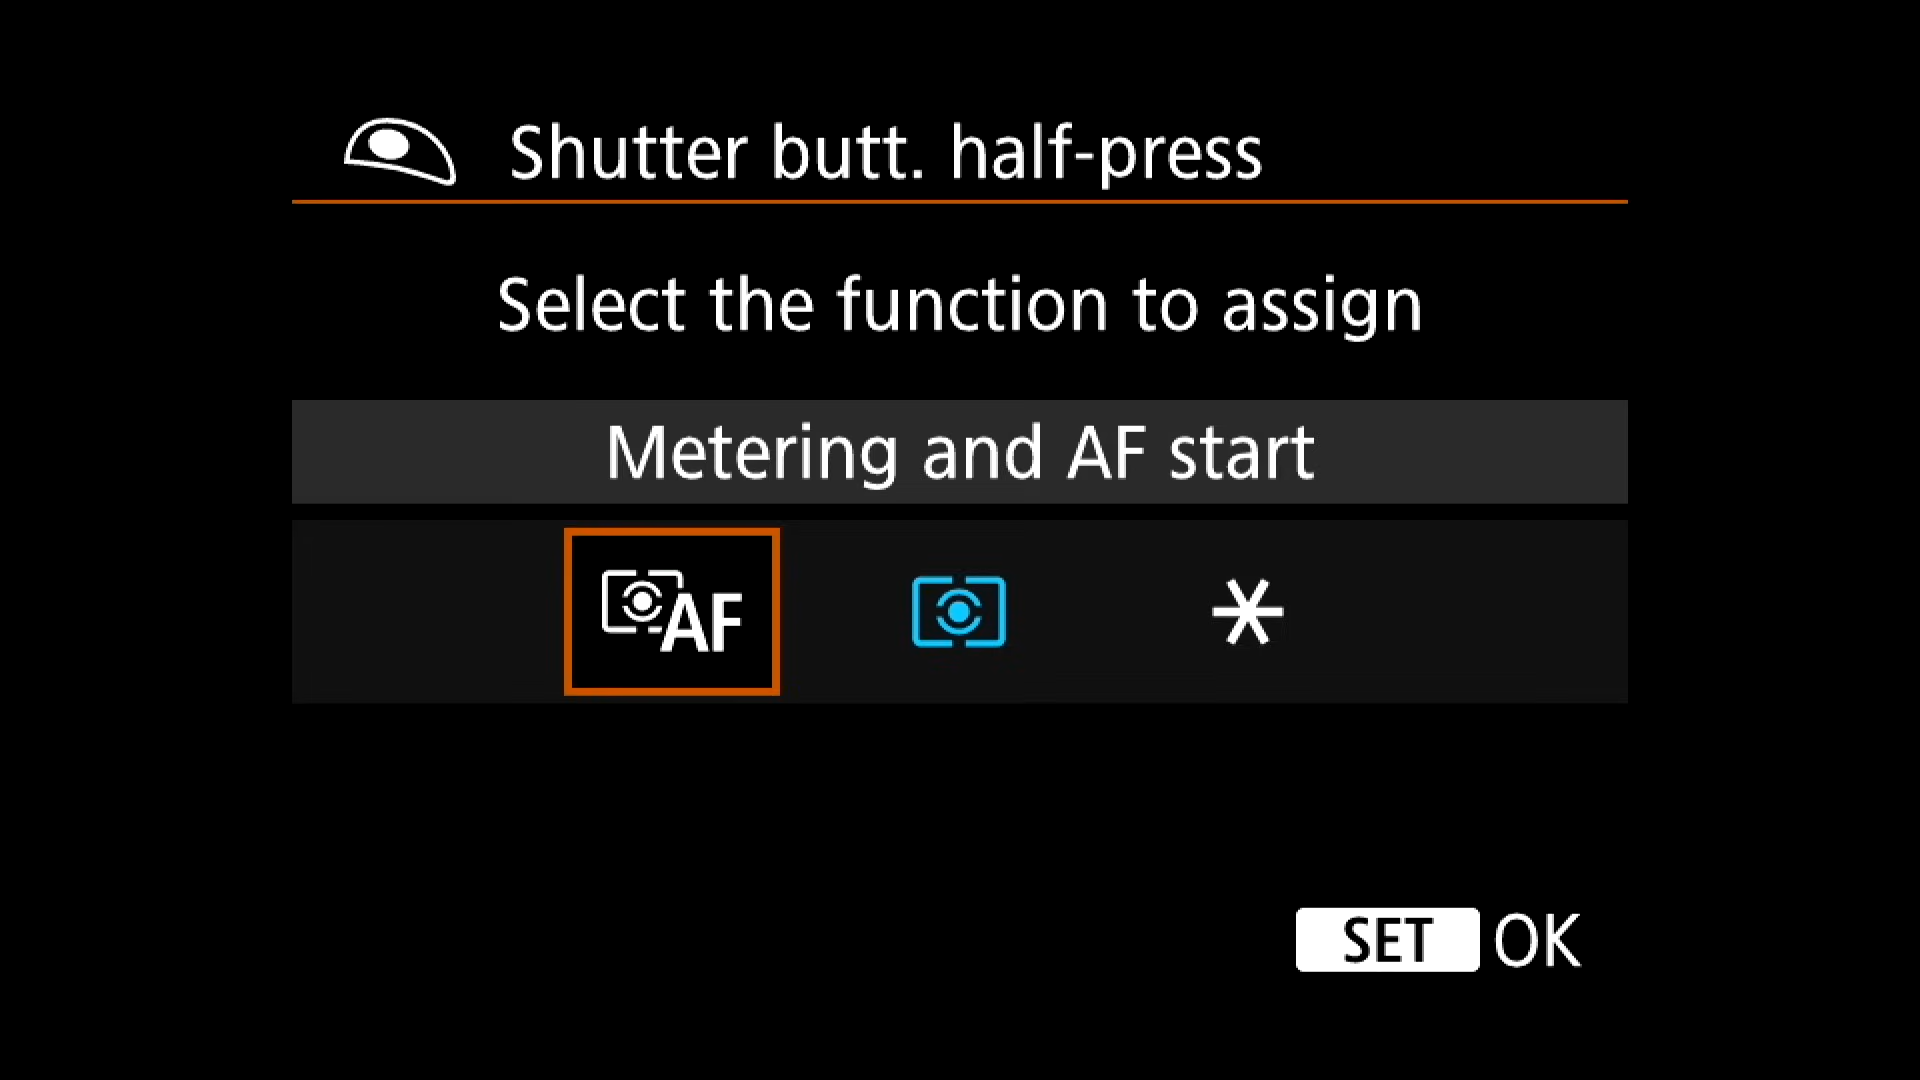 Shutter butt. half-press
Select the function to assign
Metering and AF start
AF
SET OK